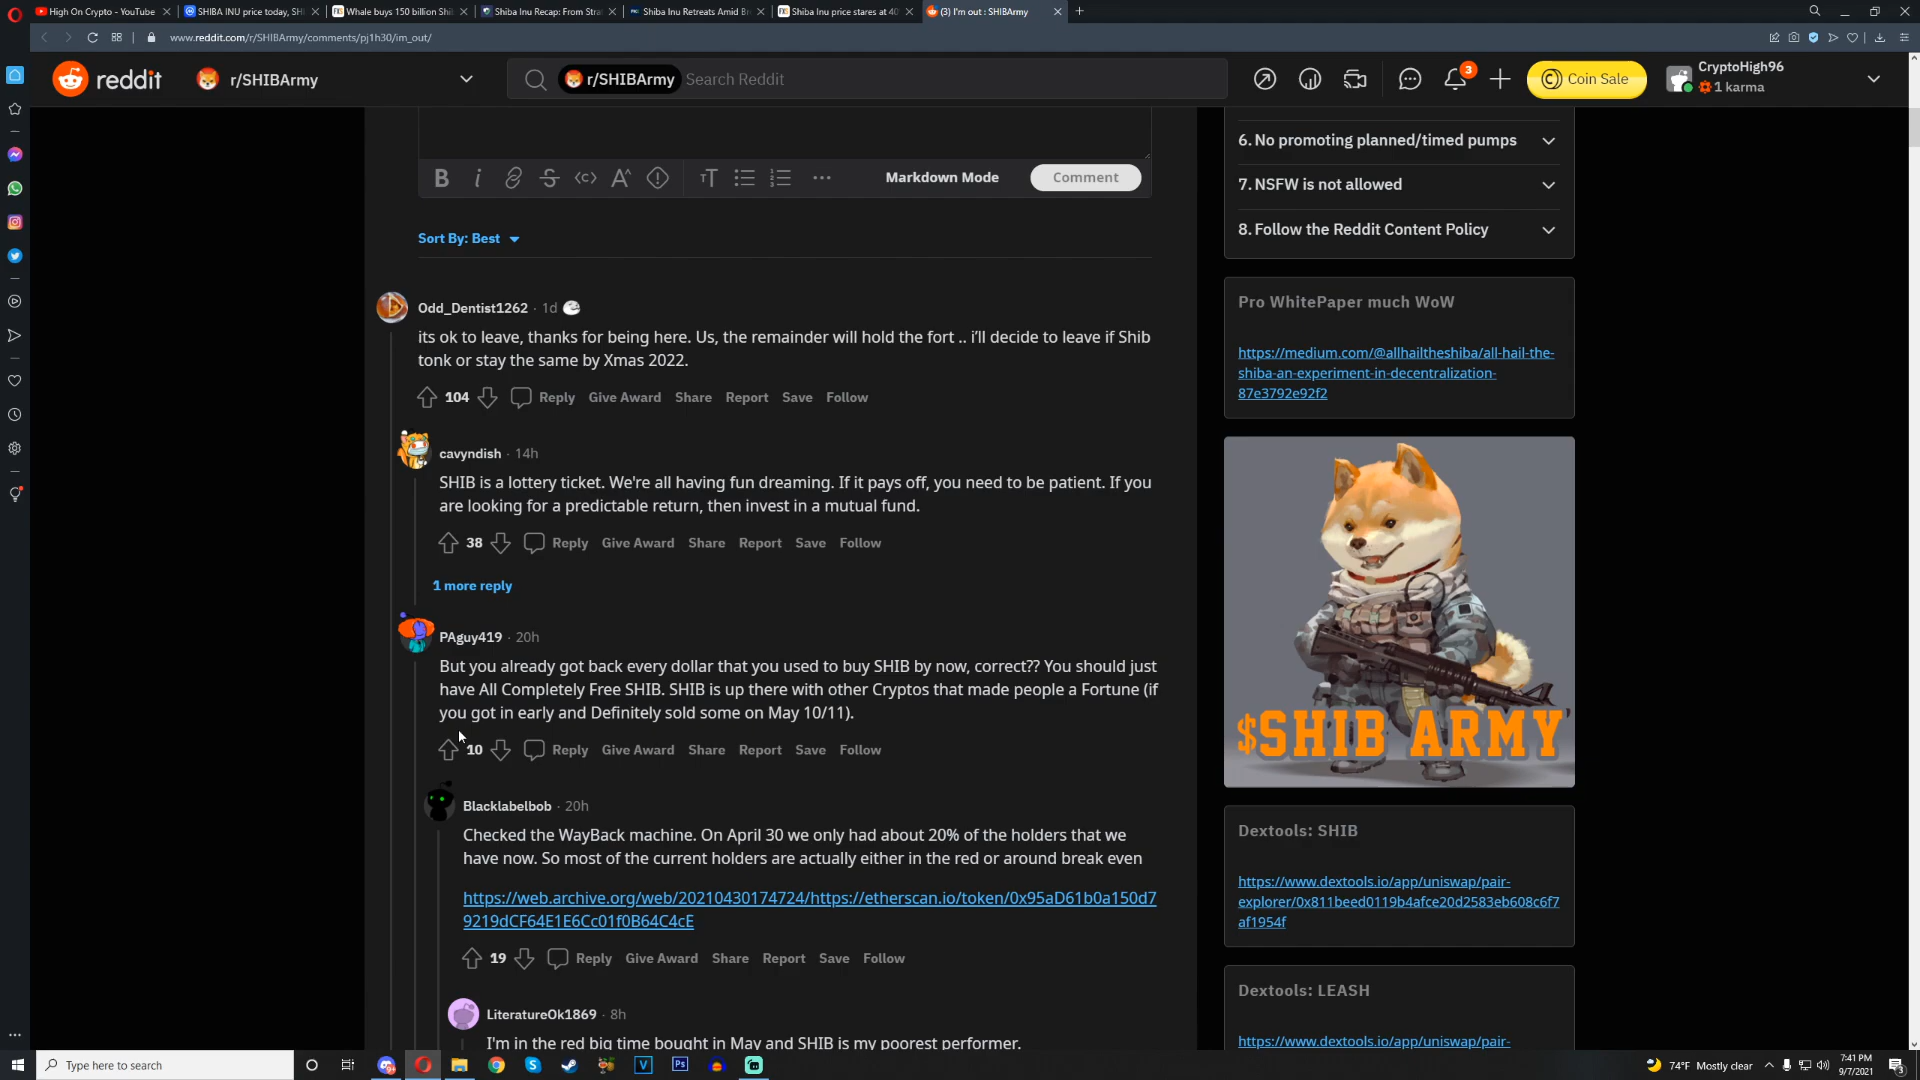 High On Crypto - YouTube
SHIBA INU price today, SH
Whale buys 150 billion Shi
Shiba Inu Recap: From Stra
Shiba Inu Retreats Amid Br
Shiba Inu price stares at 40
(3) I'm out : SHIBArmy
www.reddit.com/r/SHIBArmy/comments/pj1h30/im_out/
reddit
r/SHIBArmy
r/SHIBArmy
Search Reddit
3
Coin Sale
CryptoHigh96
1 karma
Markdown Mode
Comment
Sort By: Best
Odd_Dentist1262 · 1d
its ok to leave, thanks for being here. Us, the remainder will hold the fort .. i'll decide to leave if Shib
tonk or stay the same by Xmas 2022.
104 Reply Give Award Share Report Save Follow
cavyndish · 14h
SHIB is a lottery ticket. We're all having fun dreaming. If it pays off, you need to be patient. If you
are looking for a predictable return, then invest in a mutual fund.
38 Reply Give Award Share Report Save Follow
1 more reply
PAguy419 · 20h
But you already got back every dollar that you used to buy SHIB by now, correct?? You should just
have All Completely Free SHIB. SHIB is up there with other Cryptos that made people a Fortune (if
you got in early and Definitely sold some on May 10/11).
10 Reply Give Award Share Report Save Follow
Blacklabelbob · 20h
Checked the WayBack machine. On April 30 we only had about 20% of the holders that we
have now. So most of the current holders are actually either in the red or around break even
https://web.archive.org/web/20210430174724/https://etherscan.io/token/0x95aD61b0a150d7
9219dCF64E1E6Cc01f0B64C4cE
19 Reply Give Award Share Report Save Follow
LiteratureOk1869 · 8h
I'm in the red big time bought in May and SHIB is my poorest performer.
6. No promoting planned/timed pumps
7. NSFW is not allowed
8. Follow the Reddit Content Policy
Pro WhitePaper much WoW
https://medium.com/@allhailtheshiba/all-hail-the-
shiba-an-experiment-in-decentralization-
87e3792e92f2
$SHIB ARMY
Dextools: SHIB
https://www.dextools.io/app/uniswap/pair-
explorer/0x811beed0119b4afce20d2583eb608c6f7
af1954f
Dextools: LEASH
https://www.dextools.io/app/uniswap/pair-
Type here to search
74°F Mostly clear
7:41 PM
9/7/2021
3